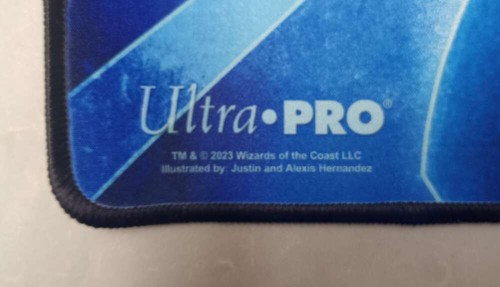 Ultra•PRO®
TM & © 2023 Wizards of the Coast LLC
Illustrated by: Justin and Alexis Hernandez